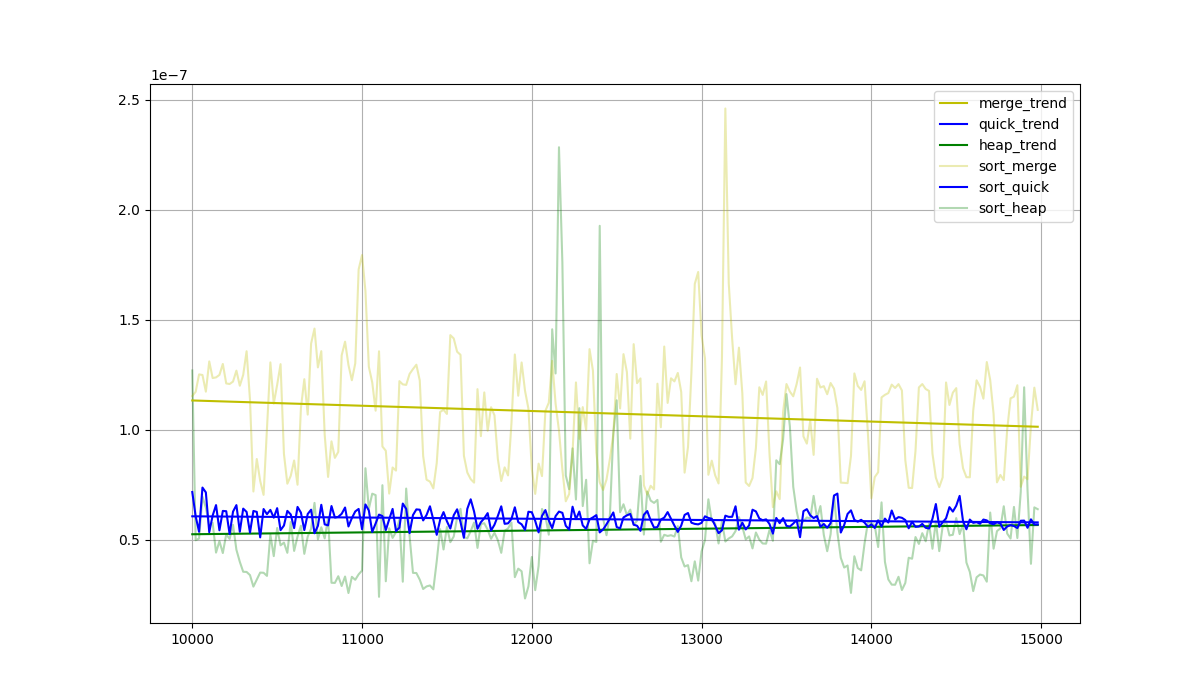 1e−7
2.5
2.0
1.5
1.0
0.5
10000
11000
12000
13000
14000
15000
merge_trend
quick_trend
heap_trend
sort_merge
sort_quick
sort_heap